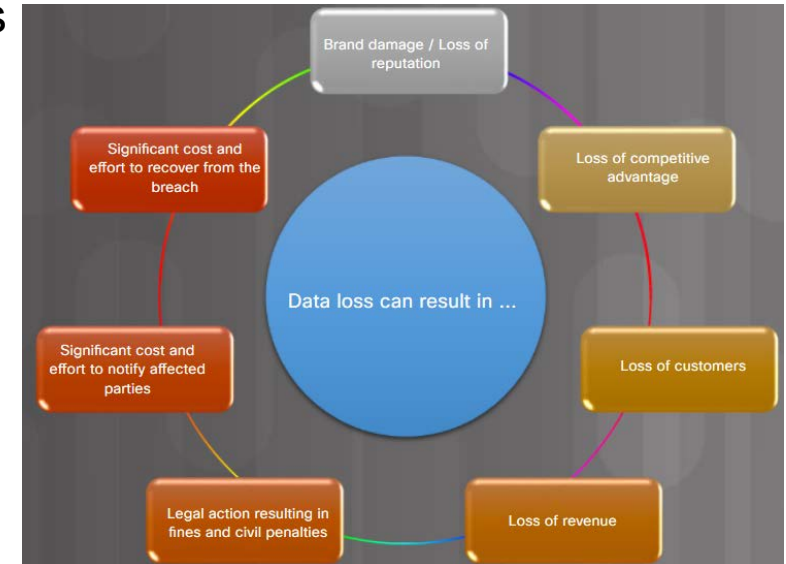 s
Brand damage / Loss of
reputation
Loss of competitive
advantage
Loss of customers
Loss of revenue
Legal action resulting in
fines and civil penalties
Significant cost and
effort to notify affected
parties
Significant cost and
effort to recover from the
breach
Data loss can result in ...